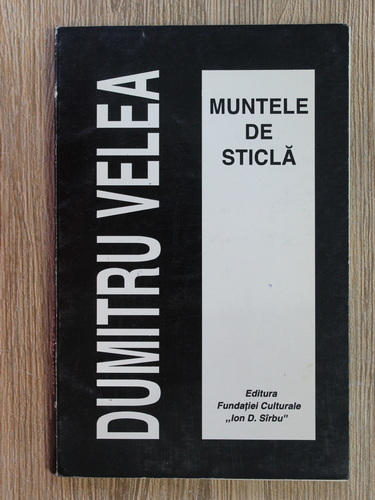 DUMITRU VELEA
MUNTELE
DE
STICLĂ
Editura
Fundației Culturale
„Ion D. Sîrbu"